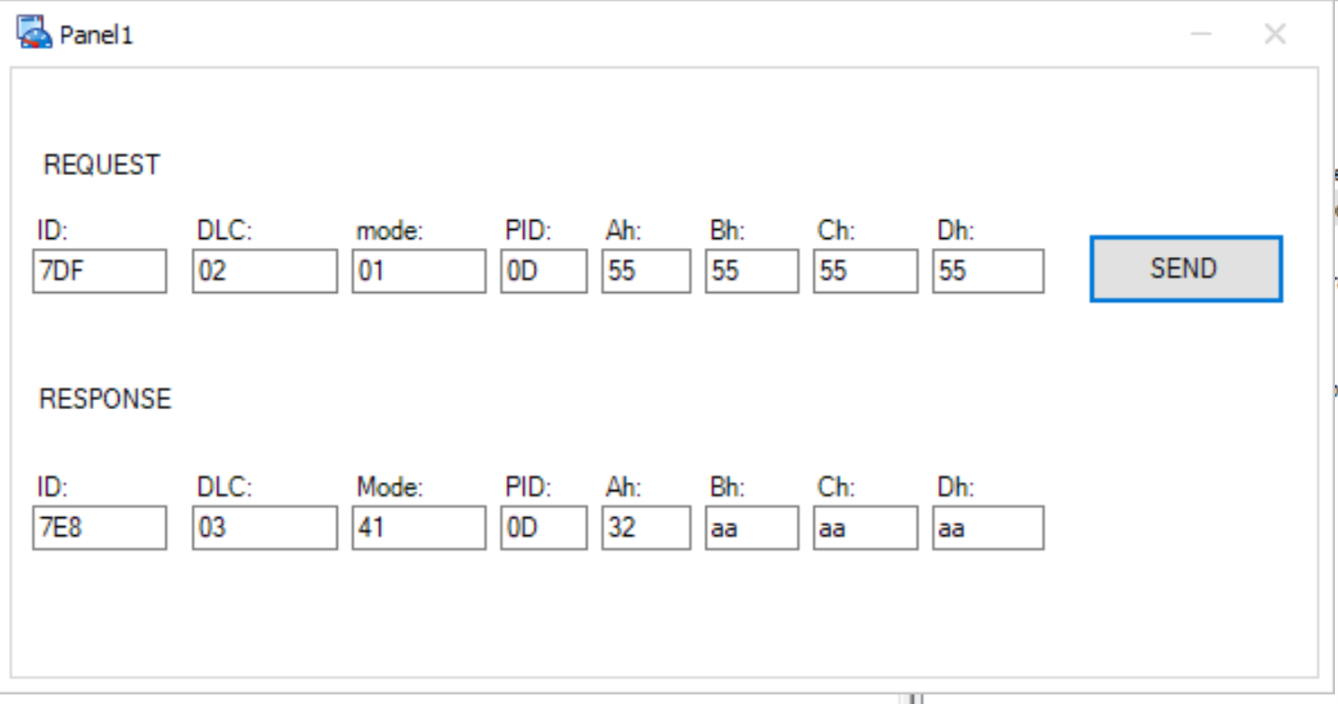 Panel1
REQUEST
ID: DLC: mode: PID: Ah: Bh: Ch: Dh:
7DF 02 01 0D 55 55 55 55 SEND
RESPONSE
ID: DLC: Mode: PID: Ah: Bh: Ch: Dh:
7E8 03 41 0D 32 aa aa aa